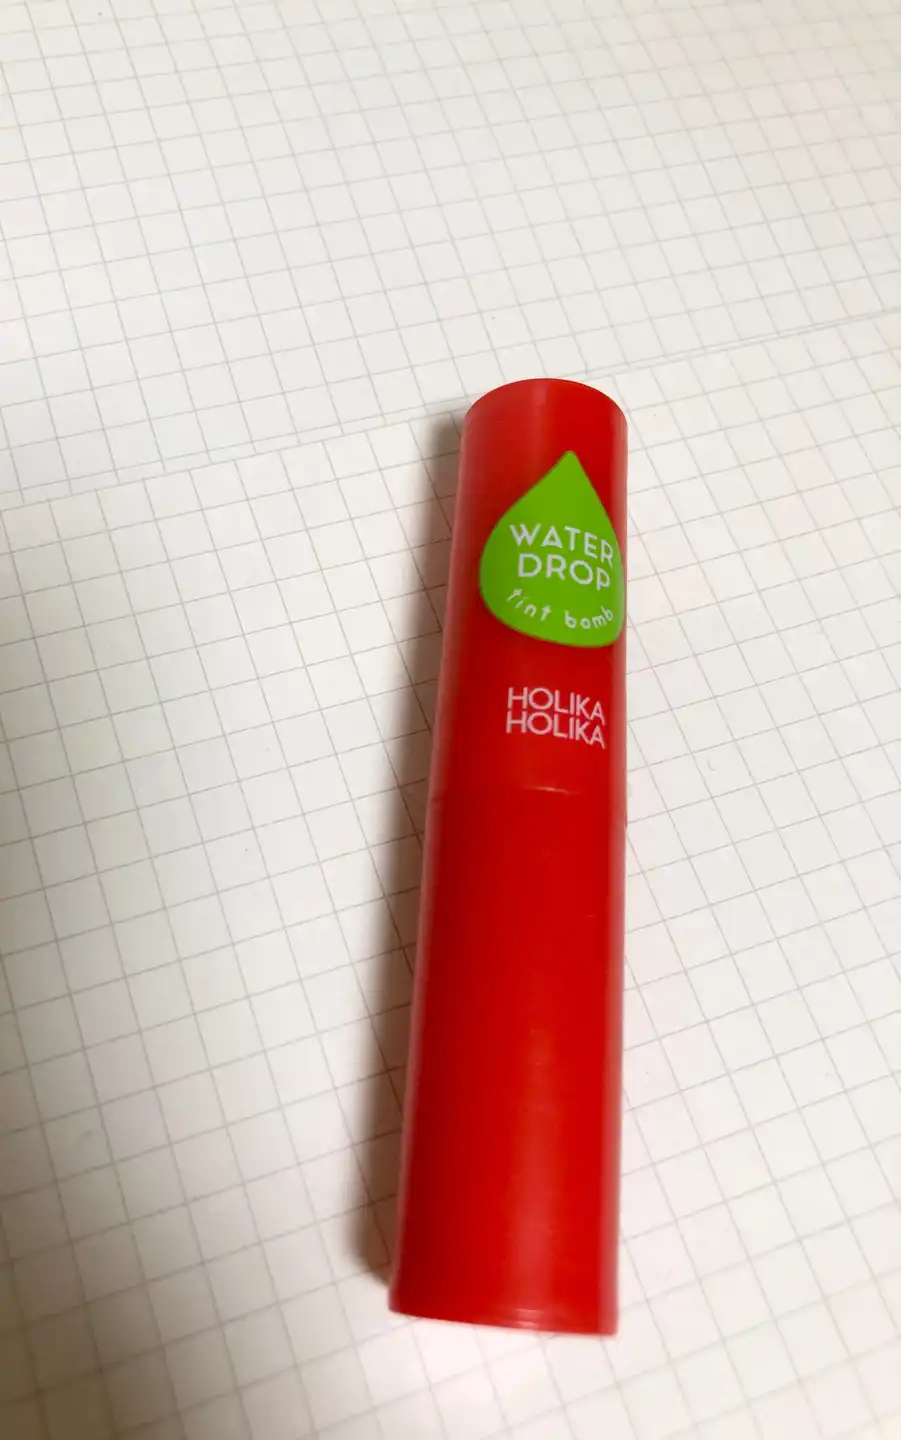 WATER
DROP
tint bomb
HOLIKA
HOLIKA